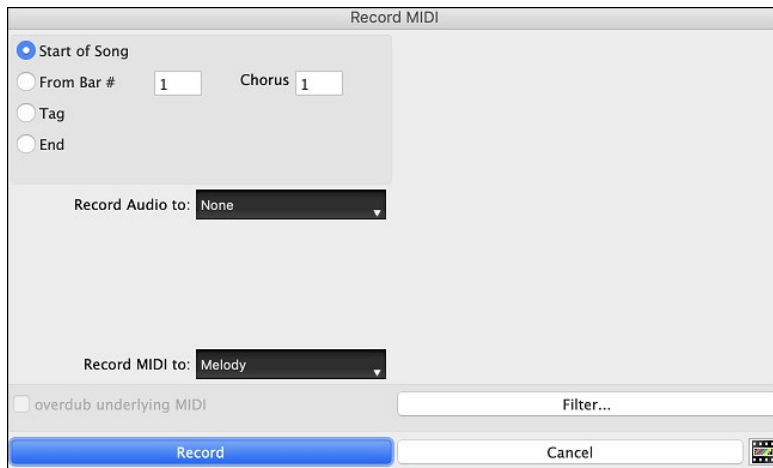 Record MIDI
Start of Song
From Bar # 1 Chorus 1
Tag
End
Record Audio to: None
Record MIDI to: Melody
overdub underlying MIDI Filter...
Record Cancel